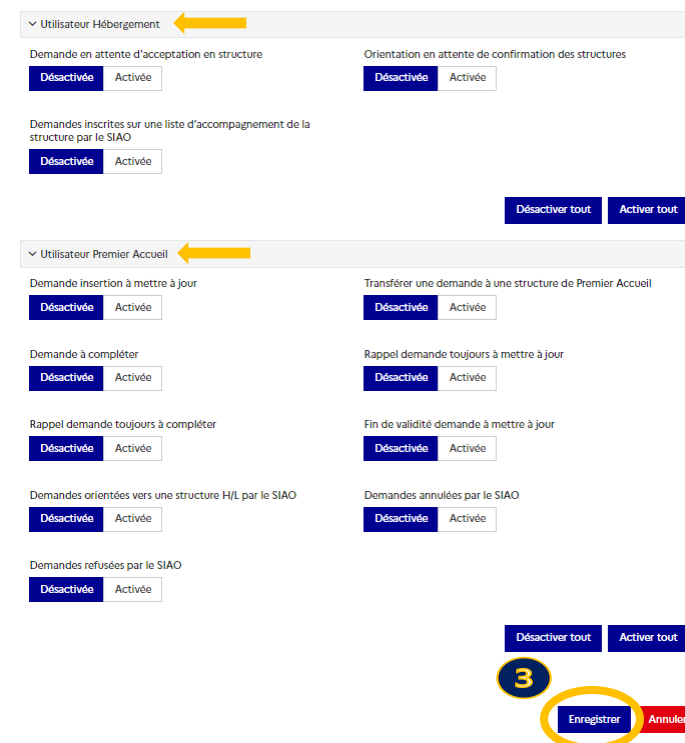 Utilisateur Hébergement
Demande en attente d'acceptation en structure
Orientation en attente de confirmation des structures
Désactivée Activée
Désactivée Activée
Demandes inscrites sur une liste d'accompagnement de la
structure par le SIAO
Désactivée Activée
Désactiver tout Activer tout
Utilisateur Premier Accueil
Demande insertion à mettre à jour
Transférer une demande à une structure de Premier Accueil
Désactivée Activée
Désactivée Activée
Demande à compléter
Rappel demande toujours à mettre à jour
Désactivée Activée
Désactivée Activée
Rappel demande toujours à compléter
Fin de validité demande à mettre à jour
Désactivée Activée
Désactivée Activée
Demandes orientées vers une structure H/L par le SIAO
Demandes annulées par le SIAO
Désactivée Activée
Désactivée Activée
Demandes refusées par le SIAO
Désactivée Activée
Désactiver tout Activer tout
3
Enregistrer Annuler